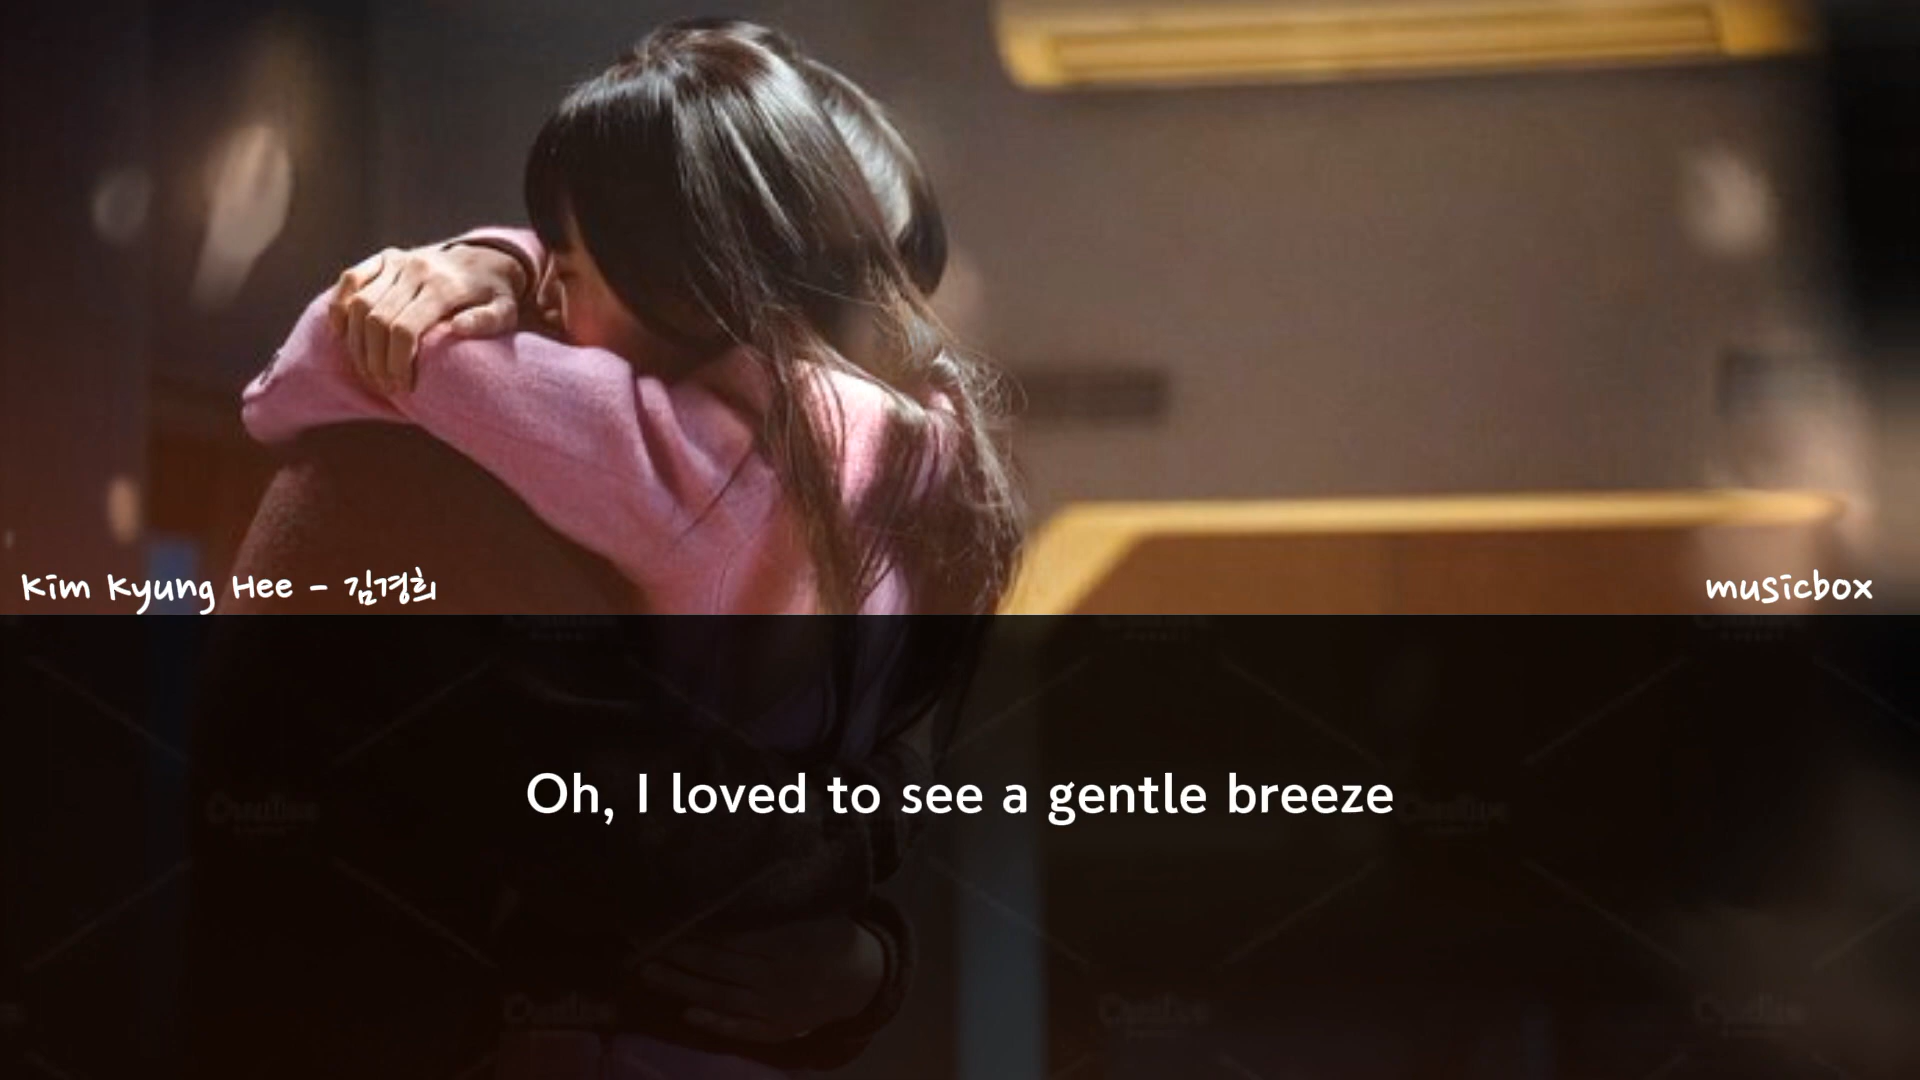 Kim Kyung Hee - 김경희
musicbox
Oh, I loved to see a gentle breeze